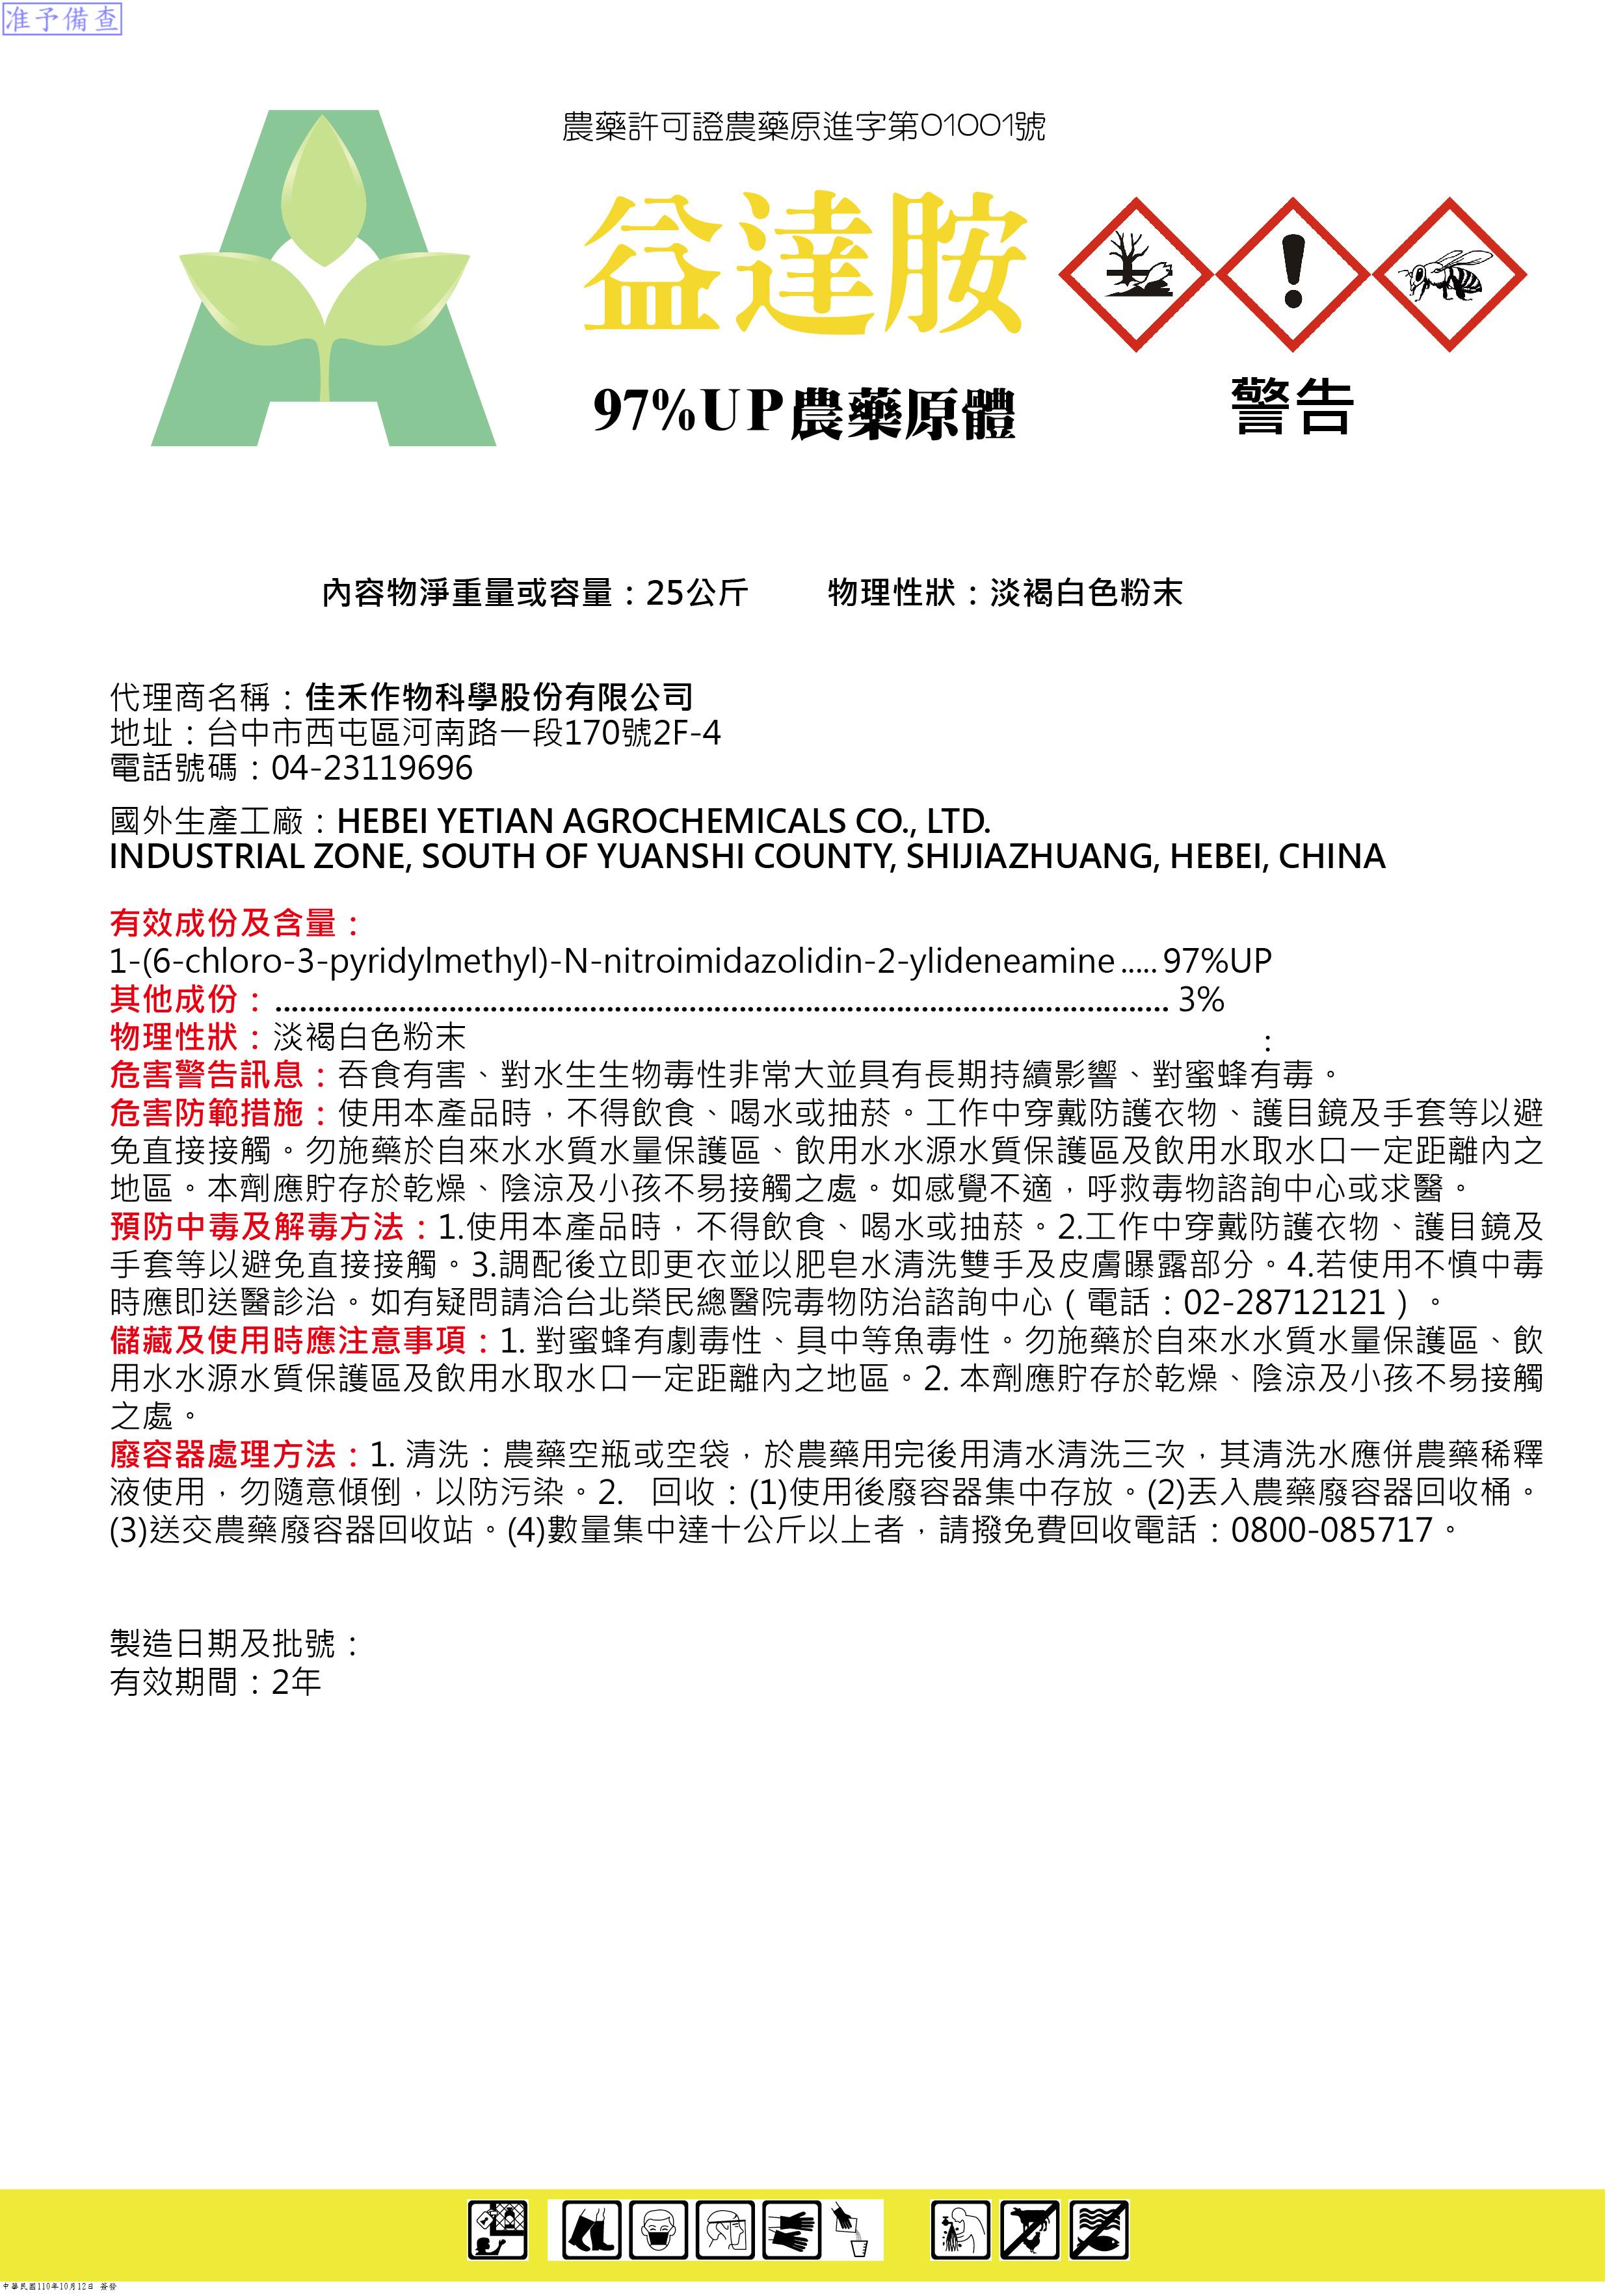 准予備查
農藥許可證農藥原進字第01001號
益達胺
97%UP農藥原體
警告
內容物淨重量或容量：25公斤 物理性狀：淡褐白色粉末
代理商名稱：佳禾作物科學股份有限公司
地址：台中市西屯區河南路一段170號2F-4
電話號碼：04-23119696
國外生產工廠：HEBEI YETIAN AGROCHEMICALS CO., LTD.
INDUSTRIAL ZONE, SOUTH OF YUANSHI COUNTY, SHIJIAZHUANG, HEBEI, CHINA
有效成份及含量：
1-(6-chloro-3-pyridylmethyl)-N-nitroimidazolidin-2-ylideneamine ..... 97%UP
其他成份：............................................................................................................ 3%
物理性狀：淡褐白色粉末 ：
危害警告訊息：吞食有害、對水生生物毒性非常大並具有長期持續影響、對蜜蜂有毒。
危害防範措施：使用本產品時，不得飲食、喝水或抽菸。工作中穿戴防護衣物、護目鏡及手套等以避
免直接接觸。勿施藥於自來水水質水量保護區、飲用水水源水質保護區及飲用水取水口一定距離內之
地區。本劑應貯存於乾燥、陰涼及小孩不易接觸之處。如感覺不適，呼救毒物諮詢中心或求醫。
預防中毒及解毒方法：1.使用本產品時，不得飲食、喝水或抽菸。2.工作中穿戴防護衣物、護目鏡及
手套等以避免直接接觸。3.調配後立即更衣並以肥皂水清洗雙手及皮膚曝露部分。4.若使用不慎中毒
時應即送醫診治。如有疑問請洽台北榮民總醫院毒物防治諮詢中心（電話：02-28712121）。
儲藏及使用時應注意事項：1. 對蜜蜂有劇毒性、具中等魚毒性。勿施藥於自來水水質水量保護區、飲
用水水源水質保護區及飲用水取水口一定距離內之地區。2. 本劑應貯存於乾燥、陰涼及小孩不易接觸
之處。
廢容器處理方法：1. 清洗：農藥空瓶或空袋，於農藥用完後用清水清洗三次，其清洗水應併農藥稀釋
液使用，勿隨意傾倒，以防污染。2. 回收：(1)使用後廢容器集中存放。(2)丟入農藥廢容器回收桶。
(3)送交農藥廢容器回收站。(4)數量集中達十公斤以上者，請撥免費回收電話：0800-085717。
製造日期及批號：
有效期間：2年
中華民國110年10月12日 簽發